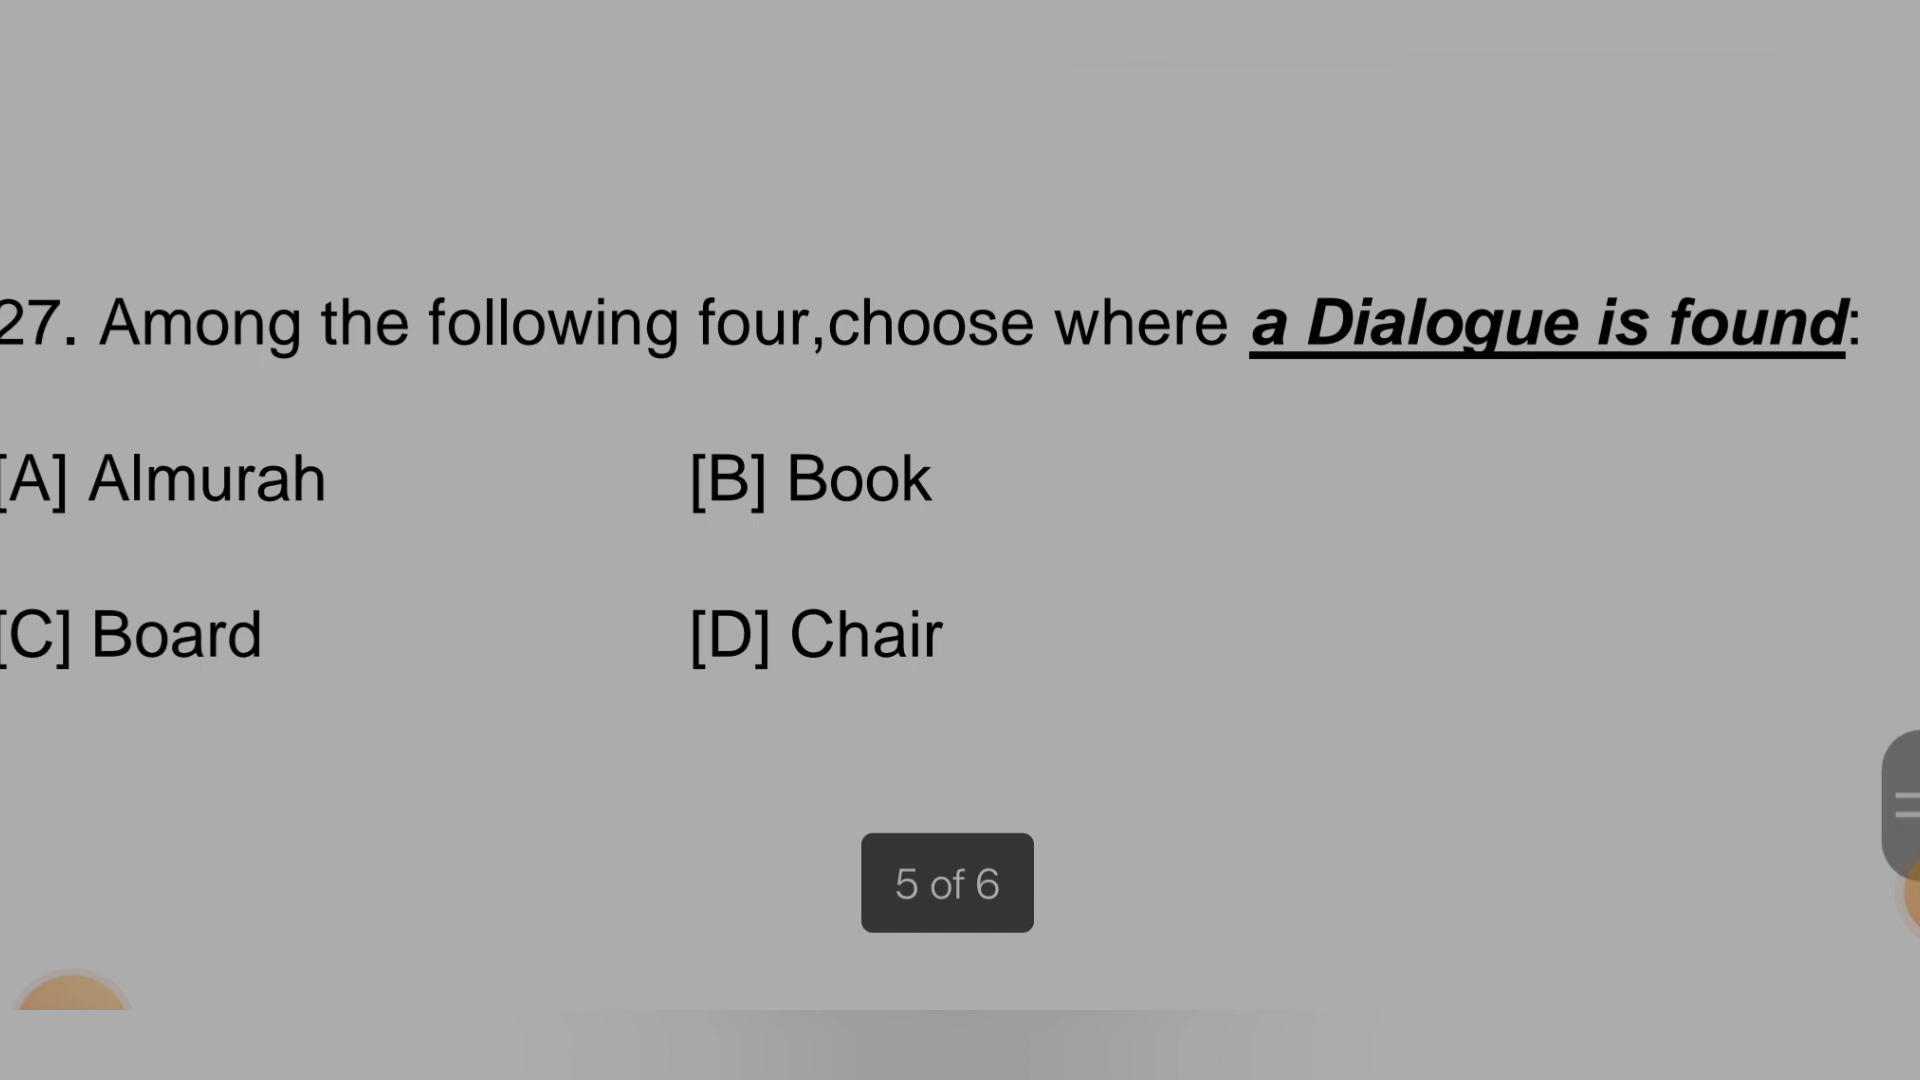 27. Among the following four,choose where a Dialogue is found:
[A] Almurah [B] Book
[C] Board [D] Chair
5 of 6